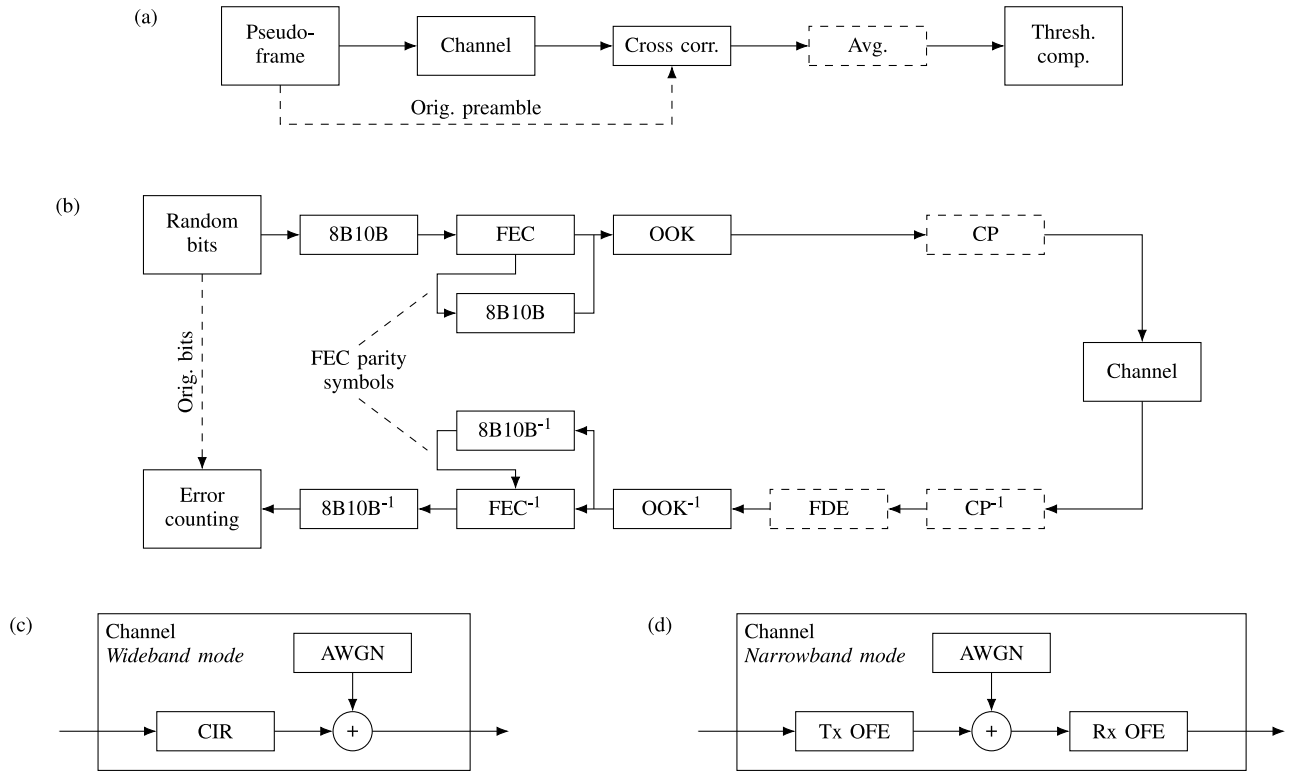 (a)
Pseudo-
frame
Channel
Cross corr.
Avg.
Thresh.
comp.
Orig. preamble
(b)
Random
bits
8B10B
FEC
OOK
CP
8B10B
Orig. bits
FEC parity
symbols
Channel
8B10B-1
Error
counting
8B10B-1
FEC-1
OOK-1
FDE
CP-1
(c)
Channel
Wideband mode
AWGN
CIR
+
(d)
Channel
Narrowband mode
AWGN
Tx OFE
+
Rx OFE